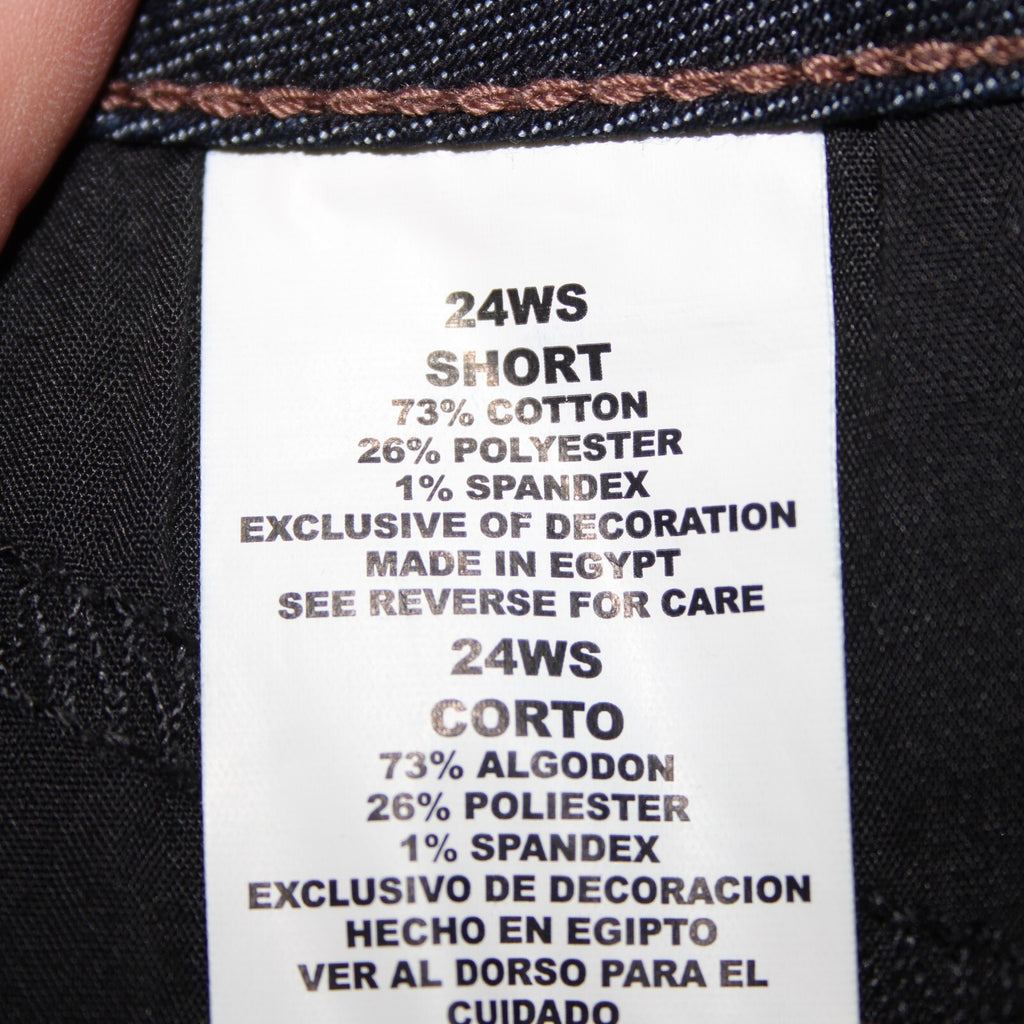 24WS
SHORT
73% COTTON
26% POLYESTER
1% SPANDEX
EXCLUSIVE OF DECORATION
MADE IN EGYPT
SEE REVERSE FOR CARE
24WS
CORTO
73% ALGODON
26% POLIESTER
1% SPANDEX
EXCLUSIVO DE DECORACION
HECHO EN EGIPTO
VER AL DORSO PARA EL
CUIDADO